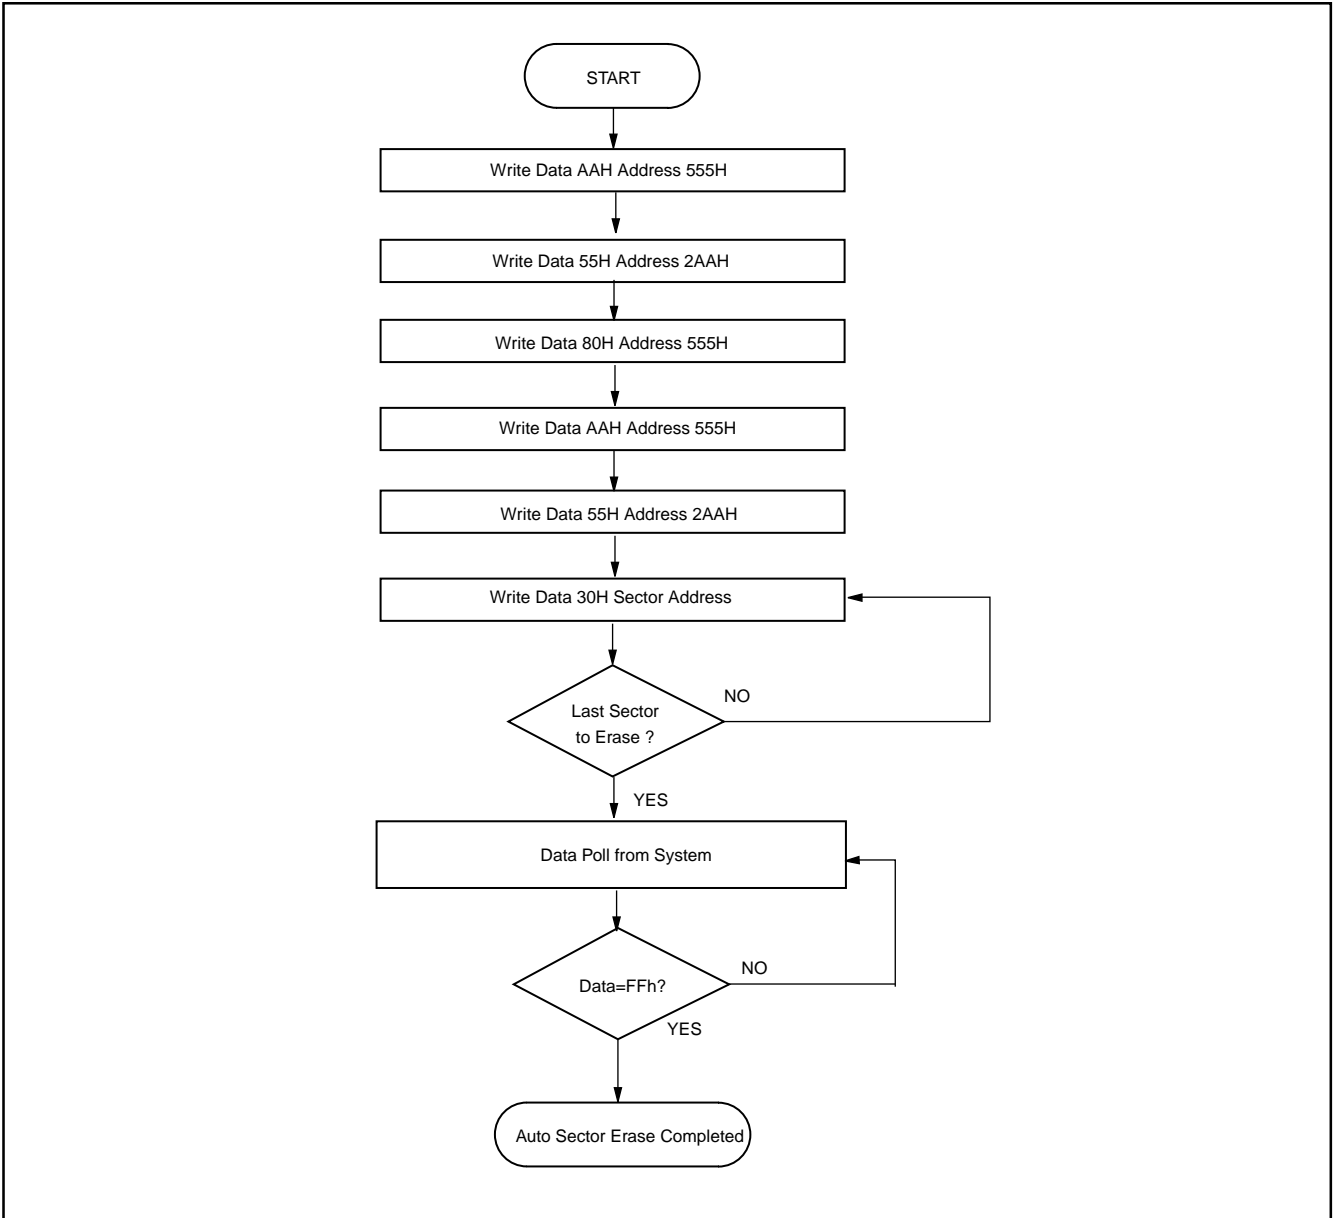 START
Write Data AAH Address 555H
Write Data 55H Address 2AAH
Write Data 80H Address 555H
Write Data AAH Address 555H
Write Data 55H Address 2AAH
Write Data 30H Sector Address
NO
Last Sector
to Erase ?
YES
Data Poll from System
NO
Data=FFh?
YES
Auto Sector Erase Completed